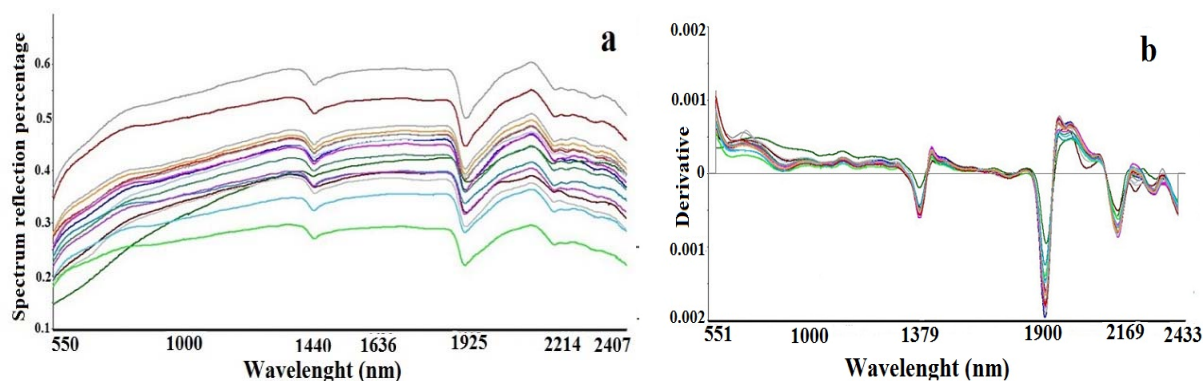 a
Spectrum reflection percentage
0.6
0.5
0.4
0.3
0.2
0.1
550 1000 1440 1636 1925 2214 2407
Wavelenght (nm)
b
Derivative
0.002
0.001
0
0.001
0.002
551 1000 1379 1900 2169 2433
Wavelenght (nm)